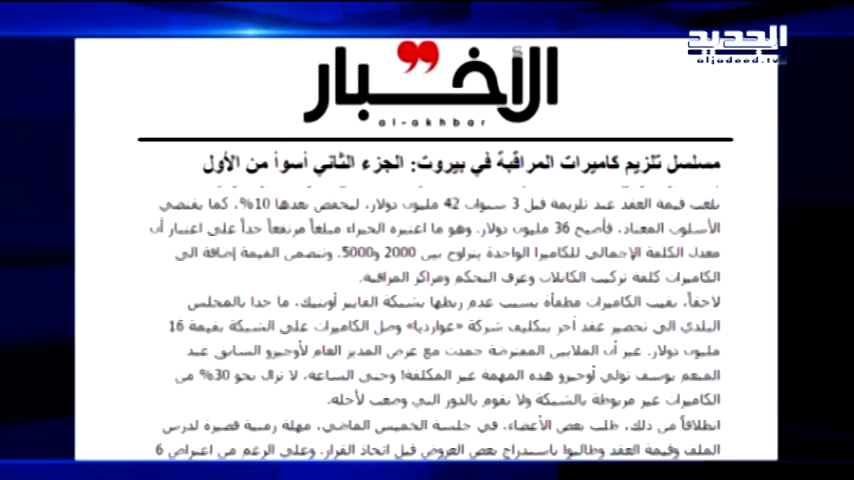 الجديد
aljadeed.tv
الأخبار
al-akhbar
مسلسل تلزيم كاميرات المراقبة في بيروت: الجزء الثاني أسوأ من الأول
بلغت قيمة العقد عند تلزيمه قبل 3 سنوات 42 مليون دولار، ليخفض بعدها 10%، كما يقتضي
الأسلوب المعتاد، فأصبح 36 مليون دولار. وهو ما اعتبره الخبراء مبلغاً مرتفعاً جداً على اعتبار أن
معدل الكلفة الإجمالي للكاميرا الواحدة يتراوح بين 2000 و5000. وتتضمن القيمة إضافة الى
الكاميرات كلفة تركيب الكابلات وغرف التحكم ومراكز المراقبة.
لاحقاً، بقيت الكاميرات مطفأة بسبب عدم ربطها بشبكة الفايبر أوبتيك، ما حدا بالمجلس
البلدي الى تحضير عقد آخر بتكليف شركة «غوارديا» وصل الكاميرات على الشبكة بقيمة 16
مليون دولار. غير أن الملايين المفترضة جمدت مع عرض المدير العام لأوجيرو السابق عبد
المنعم يوسف تولي أوجيرو هذه المهمة غير المكلفة! وحتى الساعة، لا تزال نحو 30% من
الكاميرات غير مربوطة بالشبكة ولا تقوم بالدور التي وضعت لأجله.
انطلاقاً من ذلك، طلب بعض الأعضاء، في جلسة الخميس الماضي، مهلة زمنية قصيرة لدرس
الملف وقيمة العقد وطالبوا باستدراج بعض العروض قبل اتخاذ القرار. وعلى الرغم من اعتراض 6